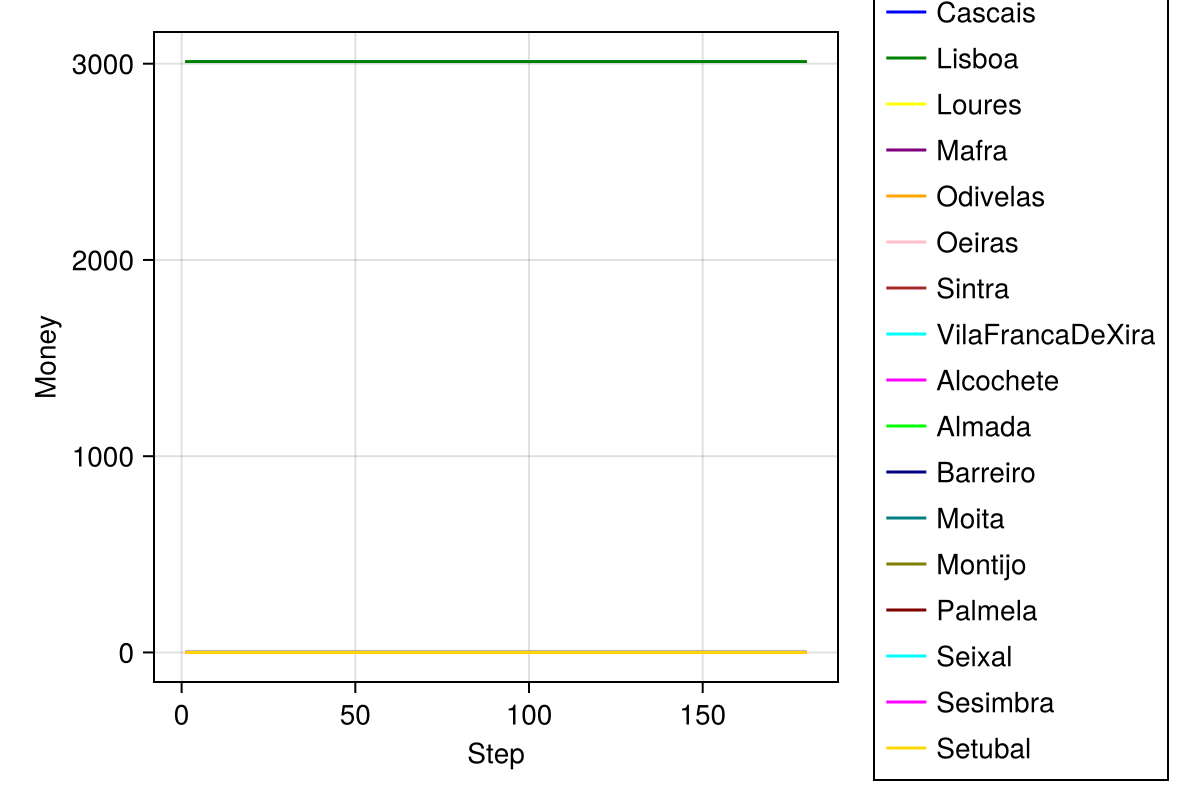 3000
2000
1000
0
Money
0 50 100 150
Step
Cascais
Lisboa
Loures
Mafra
Odivelas
Oeiras
Sintra
VilaFrancaDeXira
Alcochete
Almada
Barreiro
Moita
Montijo
Palmela
Seixal
Sesimbra
Setubal